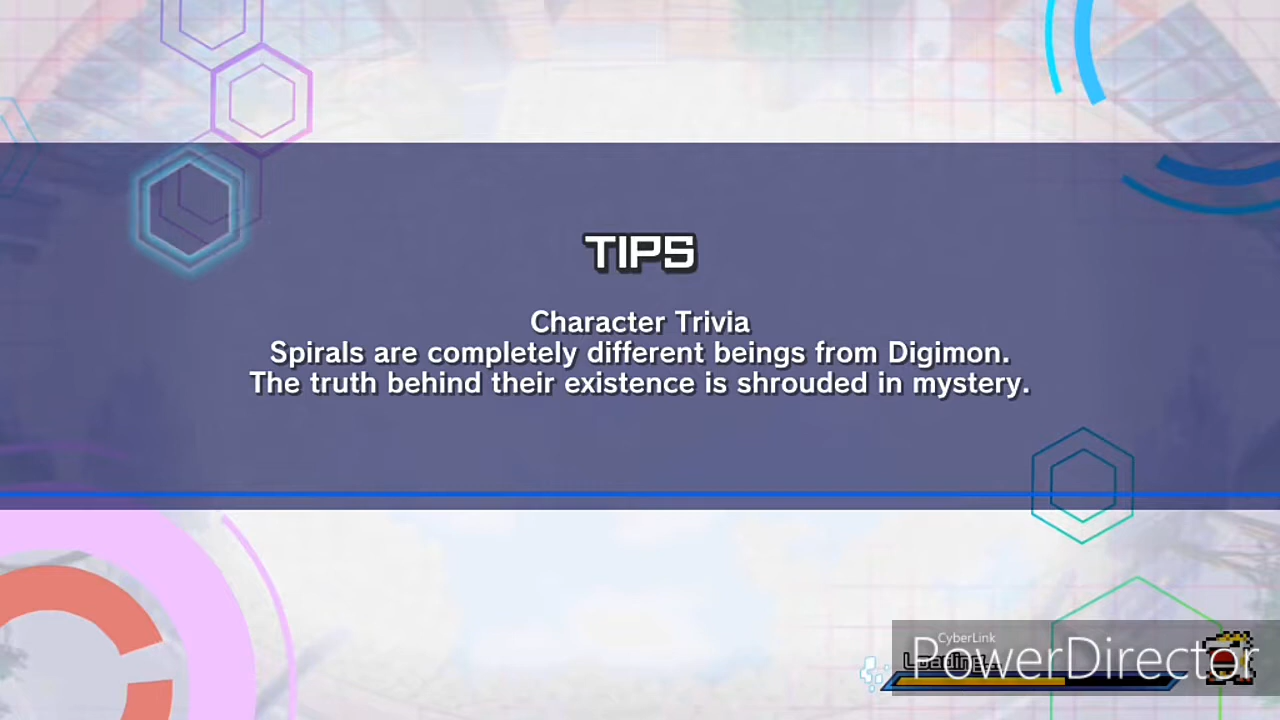 TIPS
Character Trivia
Spirals are completely different beings from Digimon.
The truth behind their existence is shrouded in mystery.
CyberLink
PowerDirector
Loading...